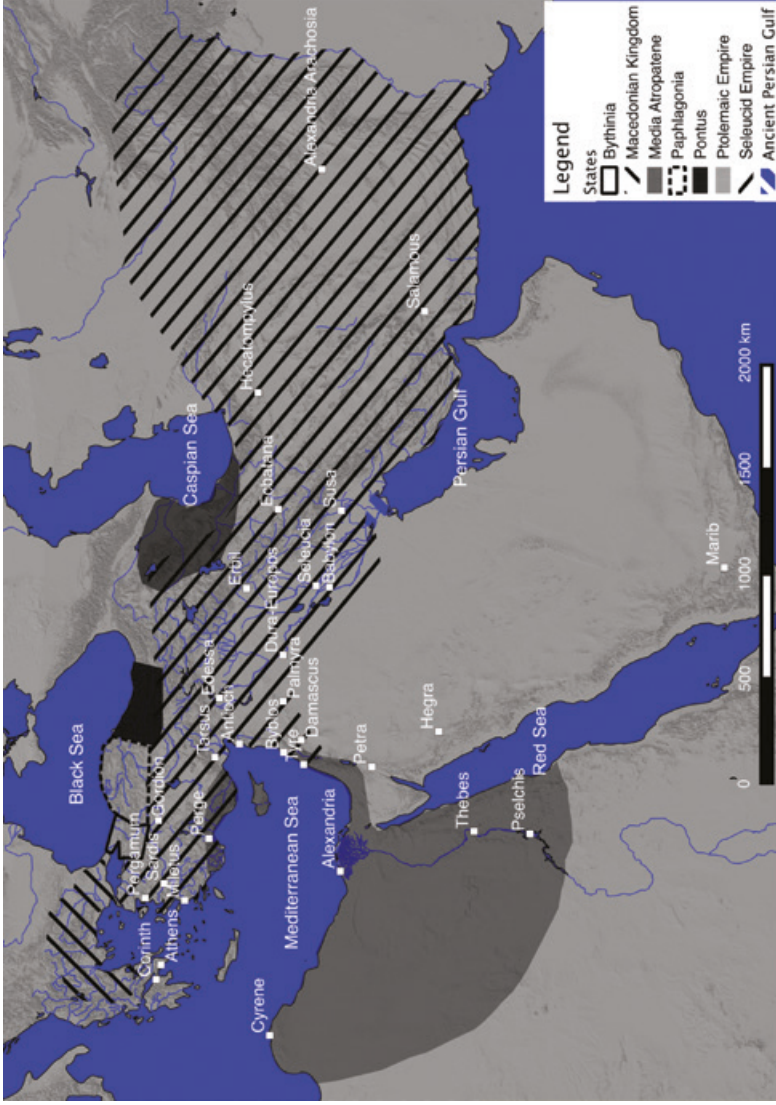 Black Sea
Caspian Sea
Pergamum
Sardis
Gordion
Miletus
Perge
Corinth
Athens
Tarsus
Edessa
Antioch
Erbil
Hecatompylus
Ecbatana
Alexandria Arachosia
Dura-Europos
Byblos
Palmyra
Tyre
Damascus
Seleucia
Babylon
Susa
Salamous
Mediterranean Sea
Cyrene
Alexandria
Petra
Persian Gulf
Hegra
Thebes
Pselchis
Red Sea
Marib
0 500 1000 1500 2000 km
Legend
States
Bythinia
Macedonian Kingdom
Media Atropatene
Paphlagonia
Pontus
Ptolemaic Empire
Seleucid Empire
Ancient Persian Gulf